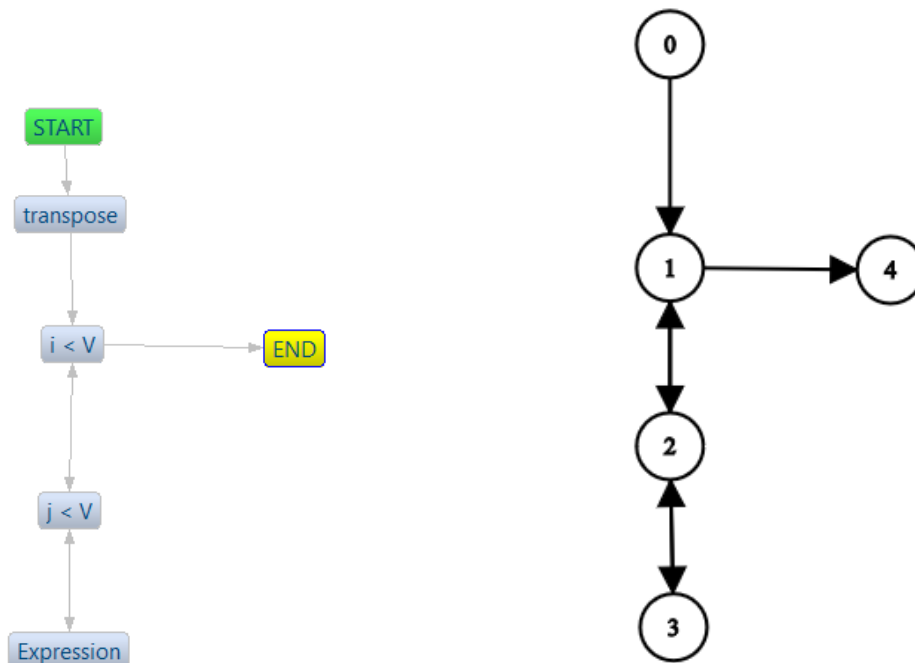 START
transpose
i < V
END
j < V
Expression
0
1
4
2
3